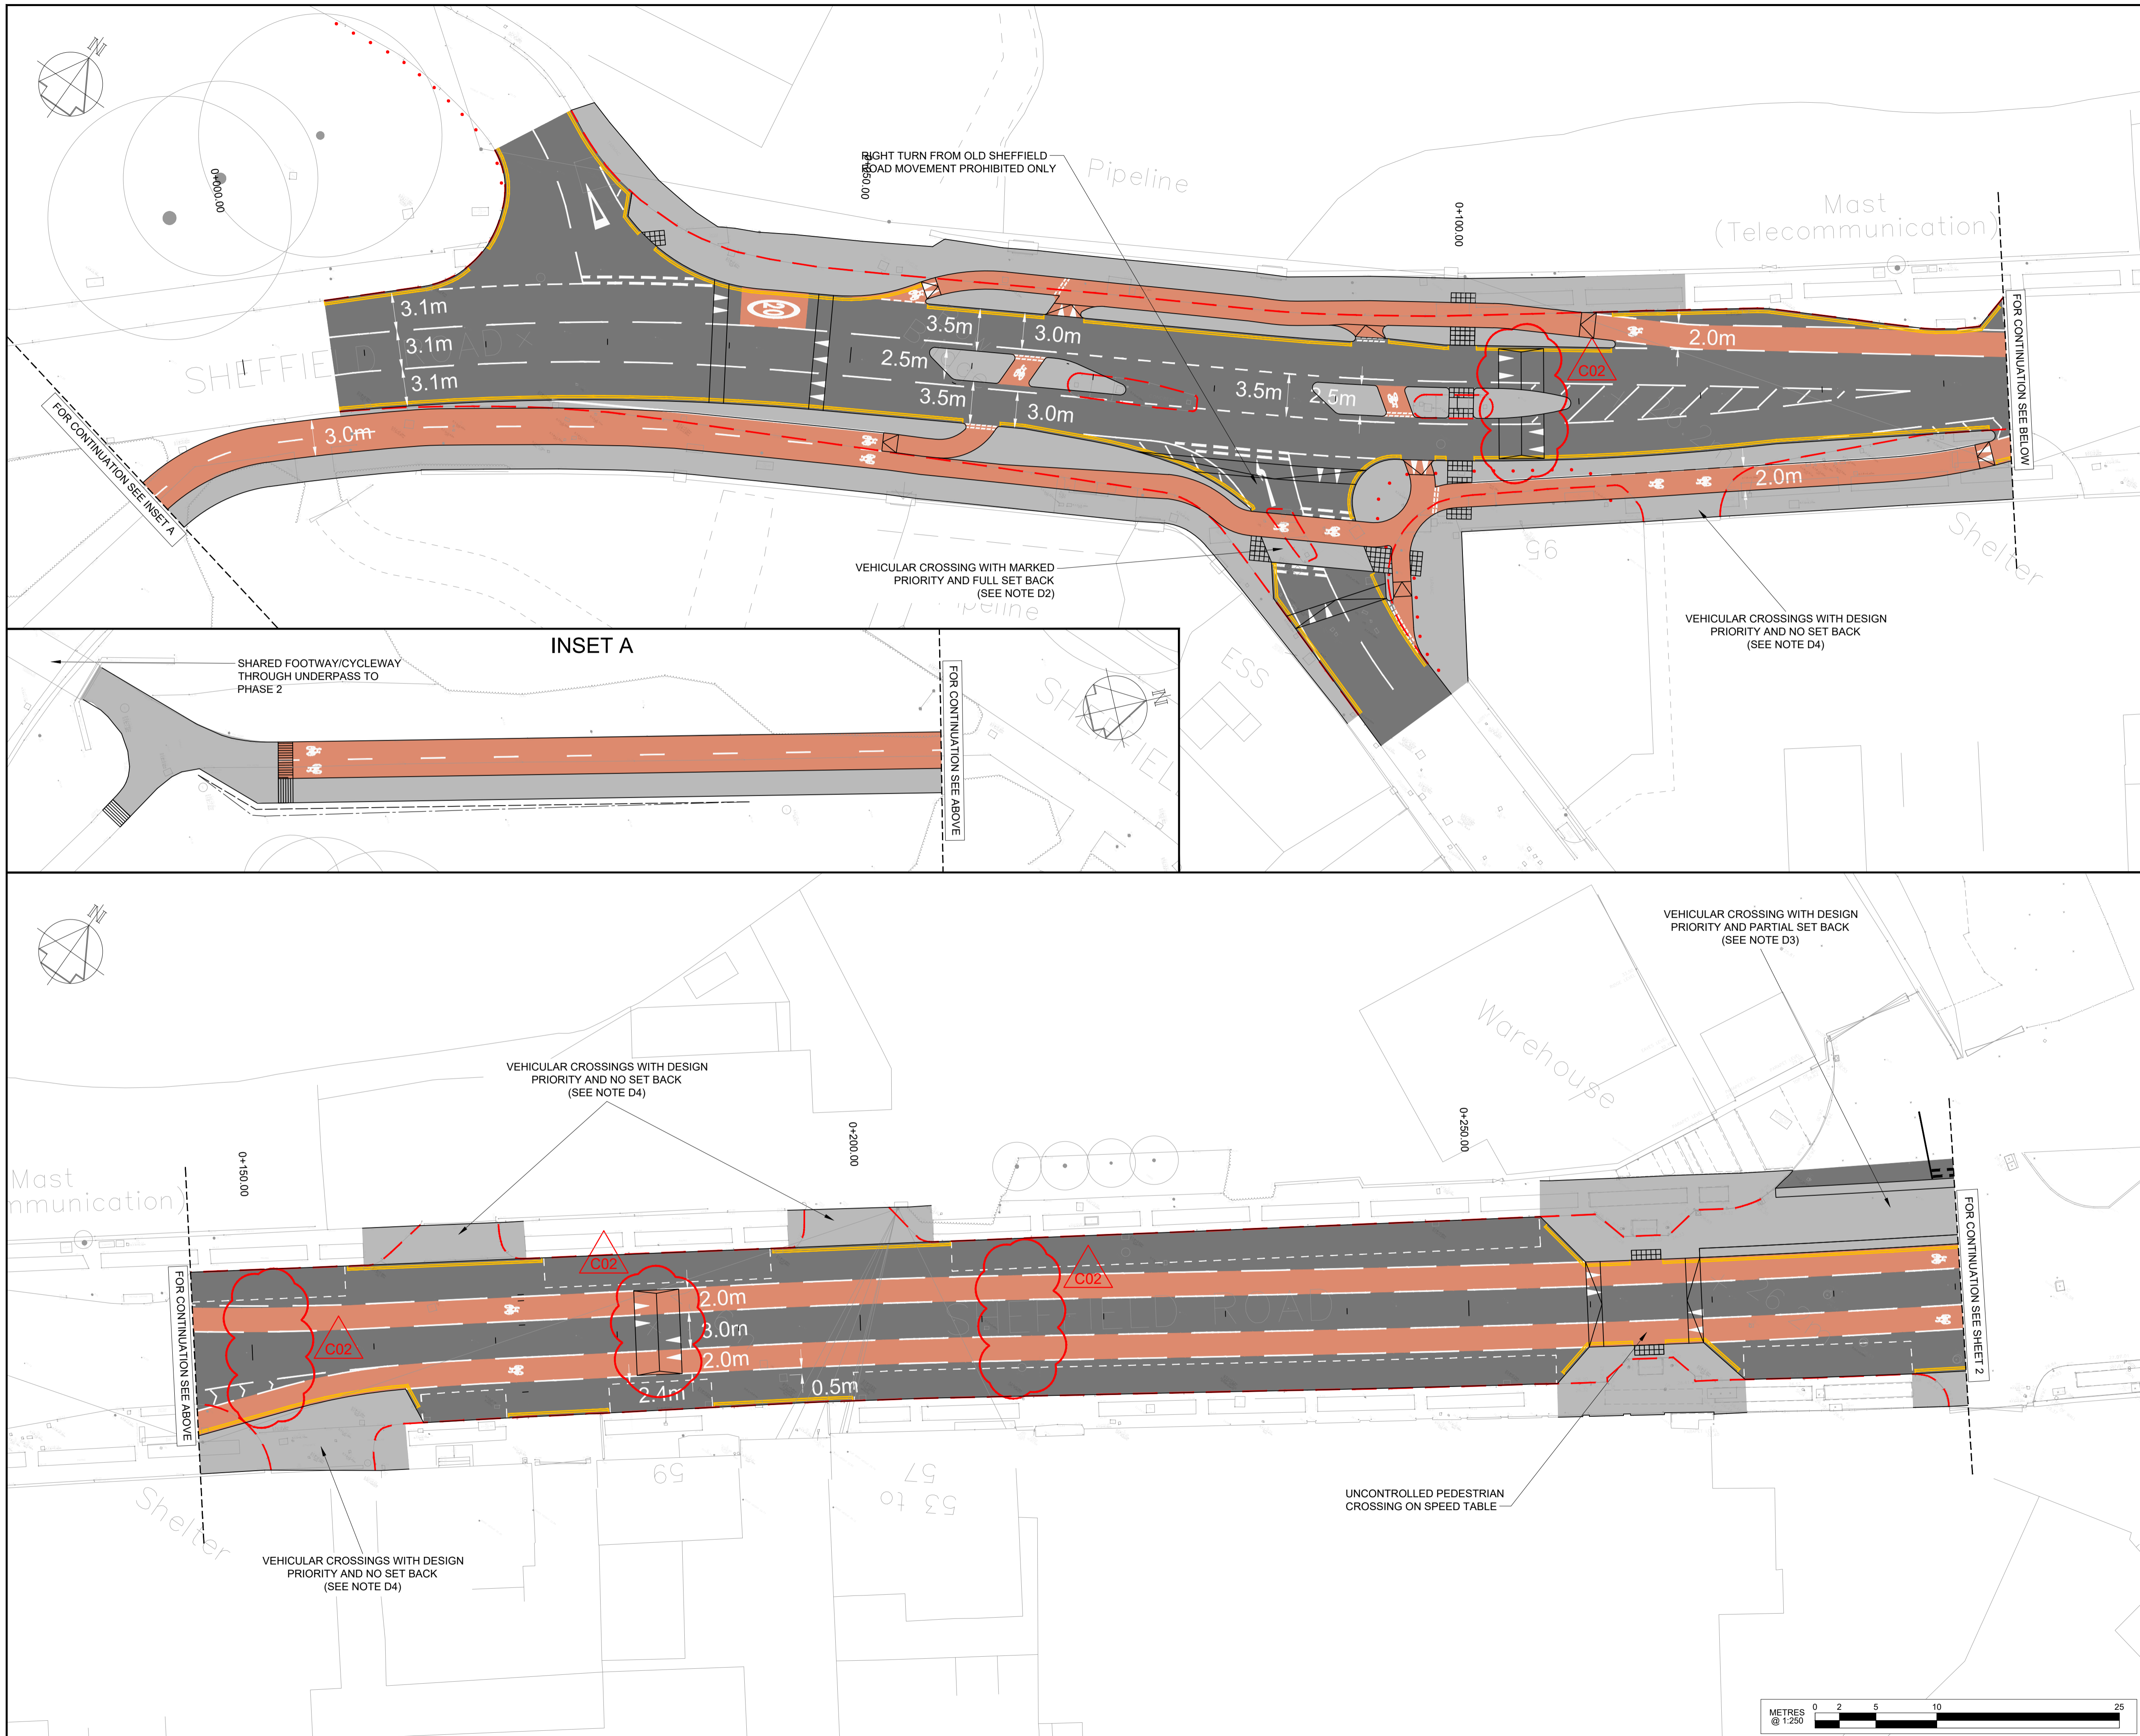 N
0+000.00
0+050.00
RIGHT TURN FROM OLD SHEFFIELD
ROAD MOVEMENT PROHIBITED ONLY
Pipeline
0+100.00
Mast
(Telecommunication)
3.1m
3.1m
3.1m
SHEFFIELD ROAD
20
3.5m
3.0m
2.5m
3.5m
3.0m
3.5m
2.5m
C02
2.0m
FOR CONTINUATION SEE BELOW
3.0m
2.0m
FOR CONTINUATION SEE INSET A
VEHICULAR CROSSING WITH MARKED
PRIORITY AND FULL SET BACK
(SEE NOTE D2)
Pipeline
95
Shelter
VEHICULAR CROSSINGS WITH DESIGN
PRIORITY AND NO SET BACK
(SEE NOTE D4)
ESS
INSET A
SHARED FOOTWAY/CYCLEWAY
THROUGH UNDERPASS TO
PHASE 2
FOR CONTINUATION SEE ABOVE
SHEFFIEL
N
N
VEHICULAR CROSSING WITH DESIGN
PRIORITY AND PARTIAL SET BACK
(SEE NOTE D3)
VEHICULAR CROSSINGS WITH DESIGN
PRIORITY AND NO SET BACK
(SEE NOTE D4)
Warehouse
0+150.00
0+200.00
0+250.00
Mast
mmunication)
C02
C02
C02
FOR CONTINUATION SEE ABOVE
2.0m
3.0m
2.0m
2.4m
0.5m
SHEFFIELD ROAD
FOR CONTINUATION SEE SHEET 2
59
53 to
57
Shelter
UNCONTROLLED PEDESTRIAN
CROSSING ON SPEED TABLE
VEHICULAR CROSSINGS WITH DESIGN
PRIORITY AND NO SET BACK
(SEE NOTE D4)
METRES
@ 1:250
0 2 5 10 25